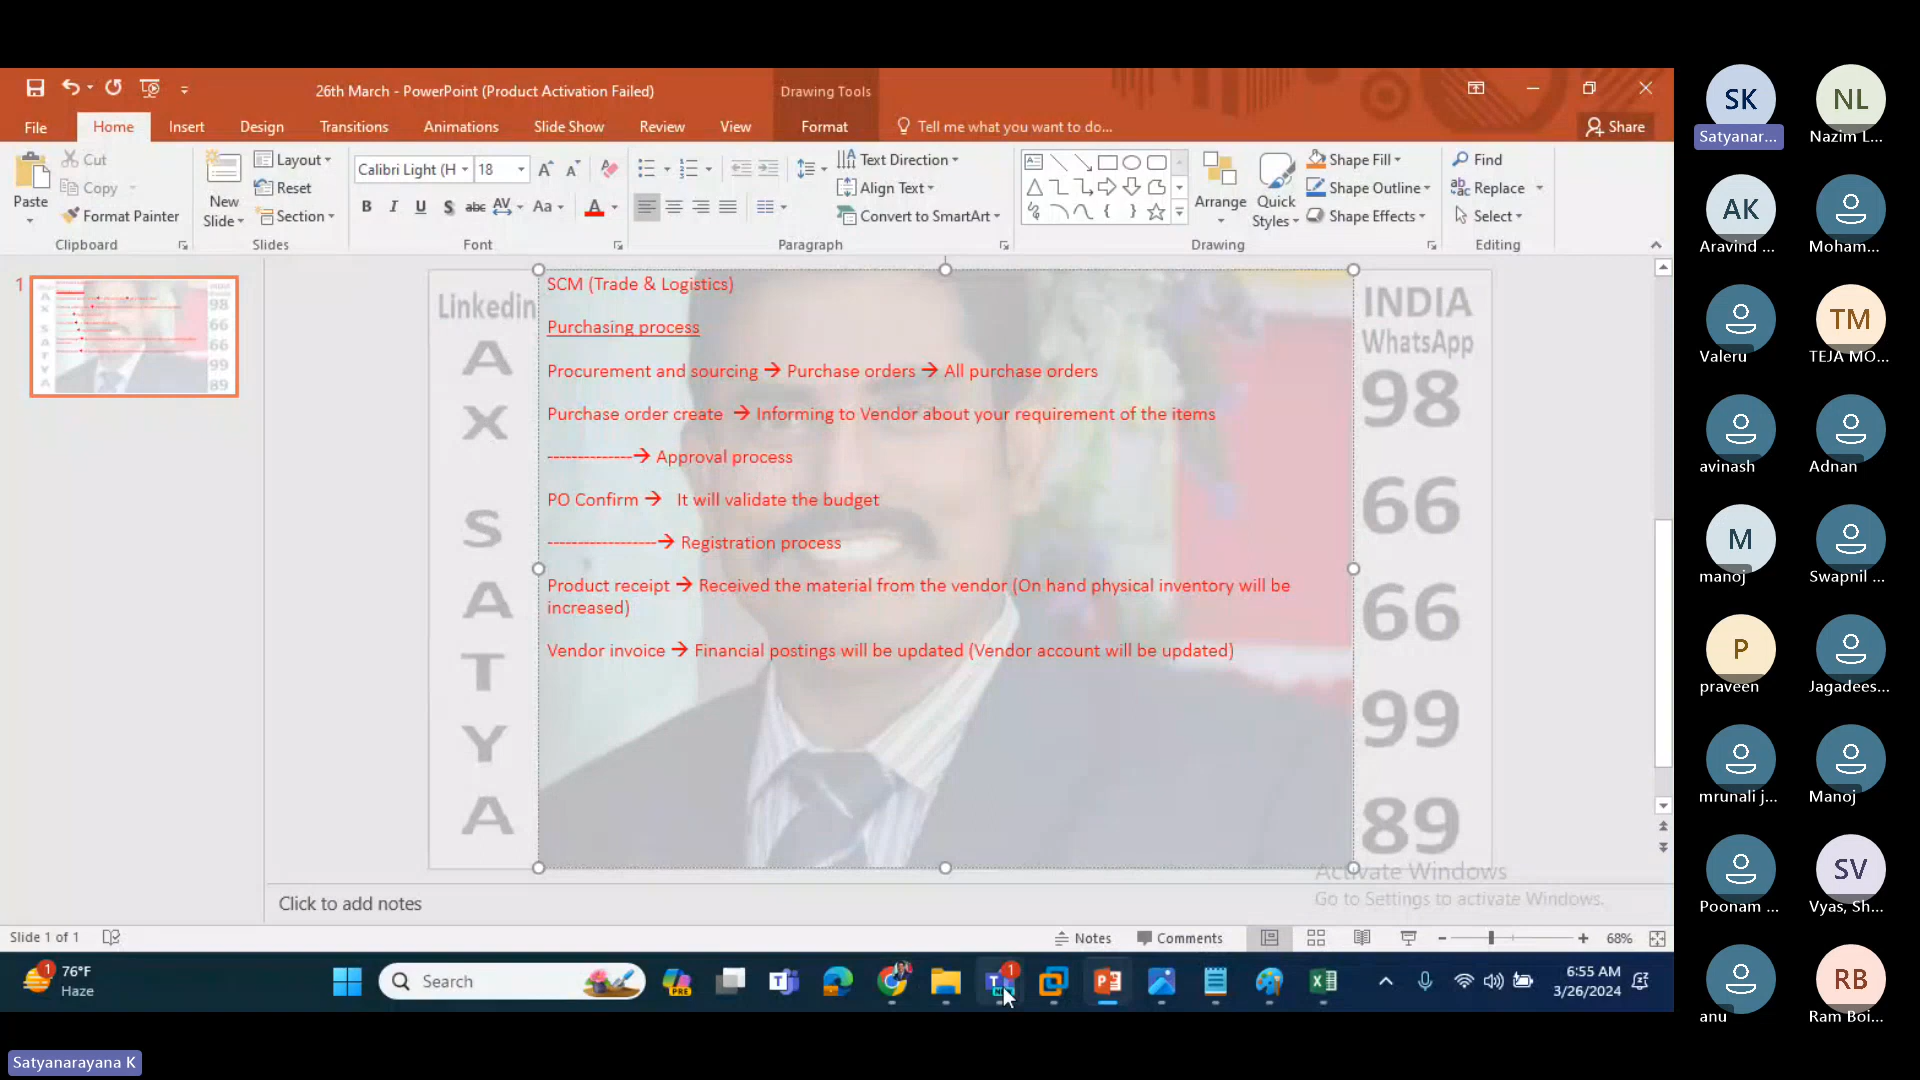 26th March - PowerPoint (Product Activation Failed)
Drawing Tools
File
Home
Insert
Design
Transitions
Animations
Slide Show
Review
View
Format
Tell me what you want to do...
Share
Paste
Cut
Copy
Format Painter
Clipboard
New
Slide
Layout
Reset
Section
Slides
Calibri Light (H
18
Font
Text Direction
Align Text
Convert to SmartArt
Paragraph
Arrange
Quick
Styles
Shape Fill
Shape Outline
Shape Effects
Drawing
Find
Replace
Select
Editing
1
Linkedin
A
X
S
A
T
Y
A
SCM (Trade & Logistics)
Purchasing process
Procurement and sourcing → Purchase orders → All purchase orders
Purchase order create → Informing to Vendor about your requirement of the items
--------------→ Approval process
PO Confirm → It will validate the budget
------------------→ Registration process
Product receipt → Received the material from the vendor (On hand physical inventory will be
increased)
Vendor invoice → Financial postings will be updated (Vendor account will be updated)
INDIA
WhatsApp
98
66
66
99
89
Activate Windows
Go to Settings to activate Windows.
Click to add notes
Slide 1 of 1
Notes
Comments
68%
1
76°F
Haze
Search
PRE
1
6:55 AM
3/26/2024
SK
Satyanar...
NL
Nazim L...
AK
Aravind ...
Moham...
Valeru
TM
TEJA MO...
avinash
Adnan
M
manoj
Swapnil ...
P
praveen
Jagadees...
mrunali j...
Manoj
Poonam ...
SV
Vyas, Sh...
anu
RB
Ram Boi...
Satyanarayana K